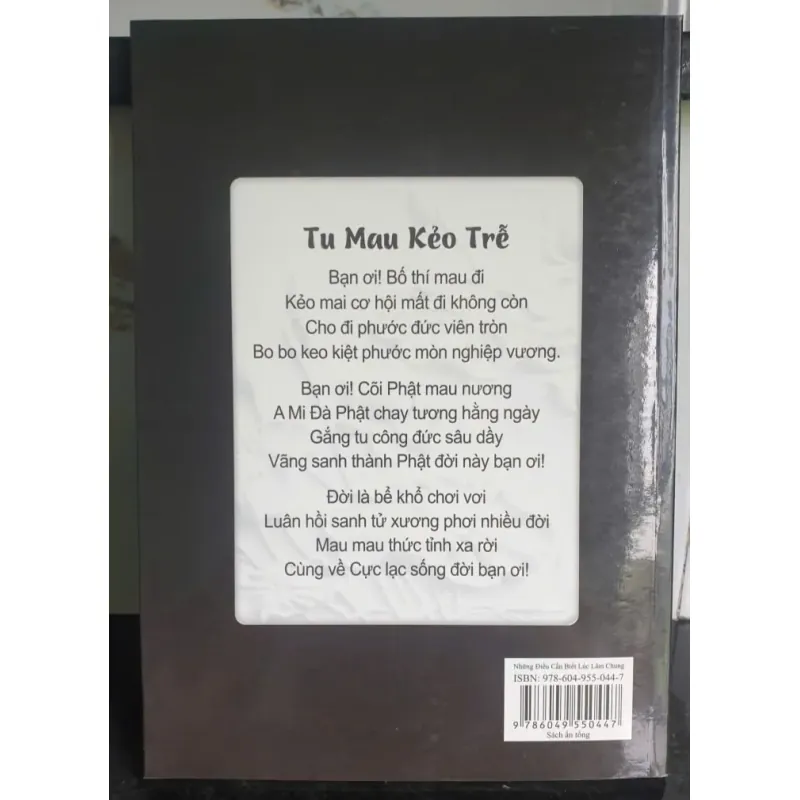 Tu Mau Kẻo Trễ
Bạn ơi! Bố thí mau đi
Kẻo mai cơ hội mất đi không còn
Cho đi phước đức viên tròn
Bo bo keo kiệt phước mòn nghiệp vương.
Bạn ơi! Cõi Phật mau nương
A Mi Đà Phật chay tương hằng ngày
Gắng tu công đức sâu dầy
Vãng sanh thành Phật đời này bạn ơi!
Đời là bể khổ chơi vơi
Luân hồi sanh tử xương phơi nhiều đời
Mau mau thức tỉnh xa rời
Cùng về Cực lạc sống đời bạn ơi!
Những Điều Cần Biết Lúc Lâm Chung
ISBN: 978-604-955-044-7
9 786049 550447
Sách ấn tống